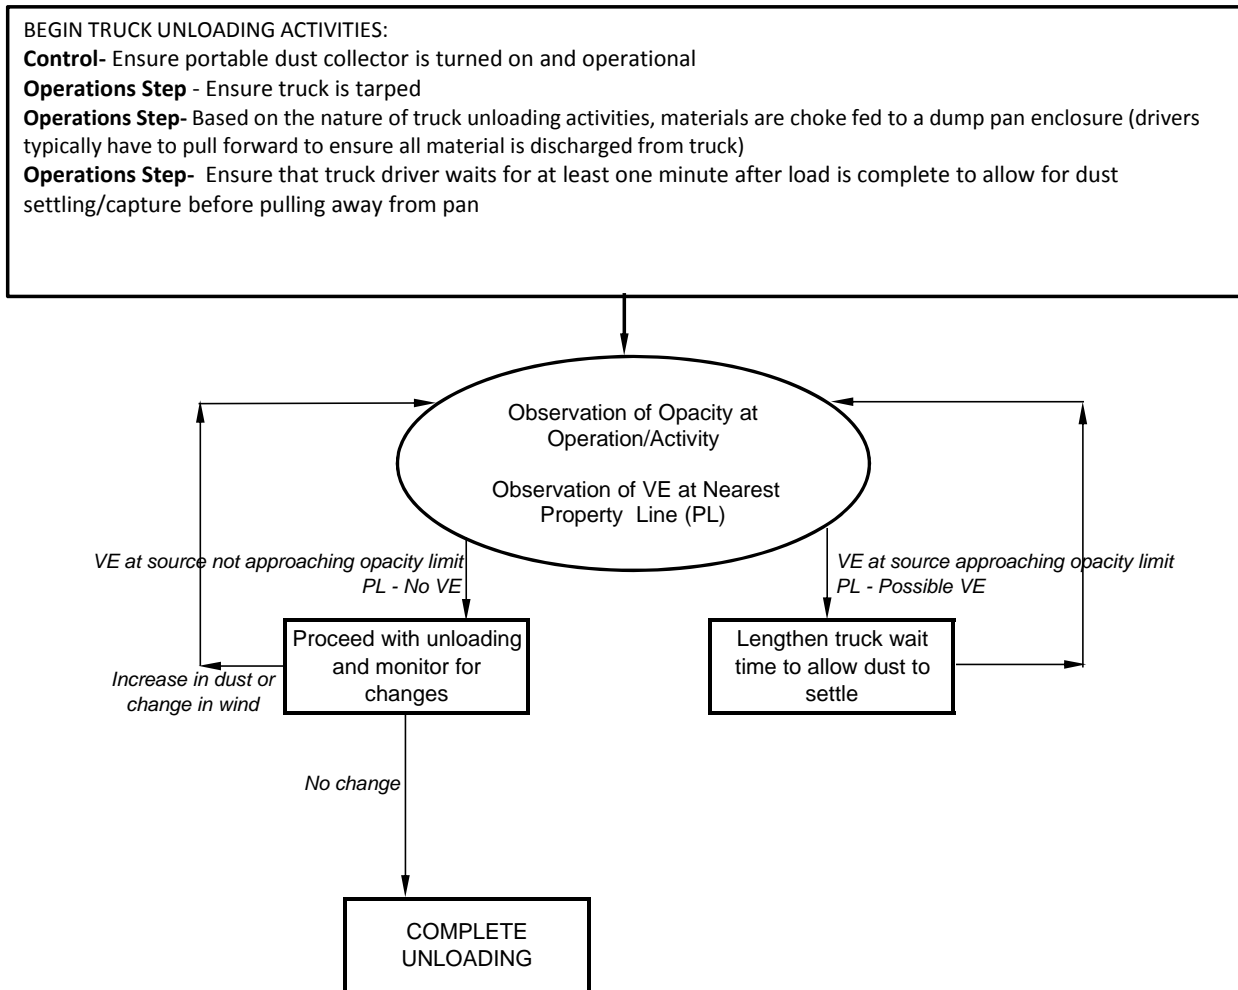 BEGIN TRUCK UNLOADING ACTIVITIES:
Control- Ensure portable dust collector is turned on and operational
Operations Step - Ensure truck is tarped
Operations Step- Based on the nature of truck unloading activities, materials are choke fed to a dump pan enclosure (drivers
typically have to pull forward to ensure all material is discharged from truck)
Operations Step- Ensure that truck driver waits for at least one minute after load is complete to allow for dust
settling/capture before pulling away from pan
Observation of Opacity at
Operation/Activity
Observation of VE at Nearest
Property Line (PL)
VE at source not approaching opacity limit
PL - No VE
VE at source approaching opacity limit
PL - Possible VE
Proceed with unloading
and monitor for
changes
Lengthen truck wait
time to allow dust to
settle
Increase in dust or
change in wind
No change
COMPLETE
UNLOADING